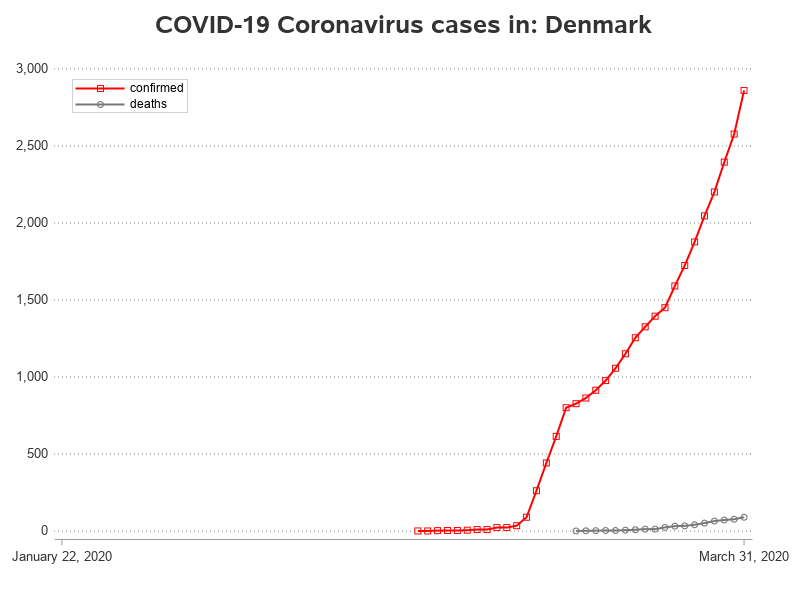 COVID-19 Coronavirus cases in: Denmark
3,000
confirmed
deaths
2,500
2,000
1,500
1,000
500
0
January 22, 2020
March 31, 2020